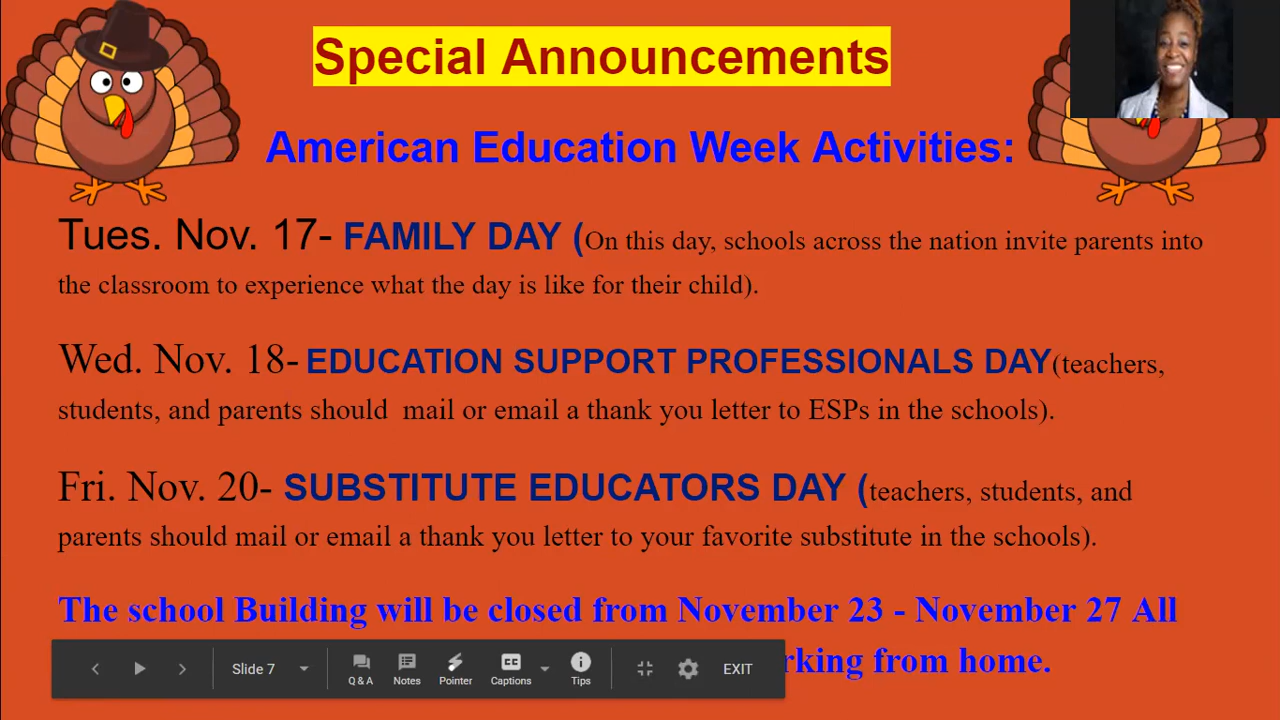 Special Announcements
American Education Week Activities:
Tues. Nov. 17- FAMILY DAY (On this day, schools across the nation invite parents into
the classroom to experience what the day is like for their child).
Wed. Nov. 18- EDUCATION SUPPORT PROFESSIONALS DAY(teachers,
students, and parents should  mail or email a thank you letter to ESPs in the schools).
Fri. Nov. 20- SUBSTITUTE EDUCATORS DAY (teachers, students, and
parents should mail or email a thank you letter to your favorite substitute in the schools).
The school Building will be closed from November 23 - November 27 All
from home.
Slide 7
Q & A Notes Pointer Captions Tips EXIT
CC